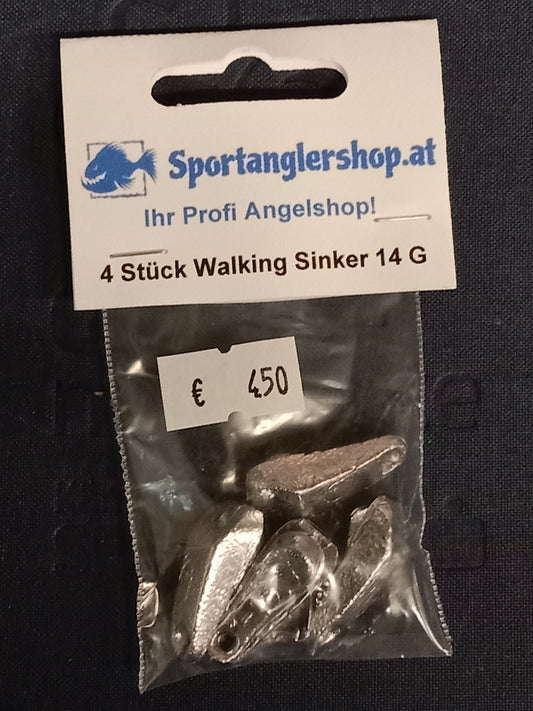 Sportanglershop.at
Ihr Profi Angelshop!
4 Stück Walking Sinker 14 G
€ 450